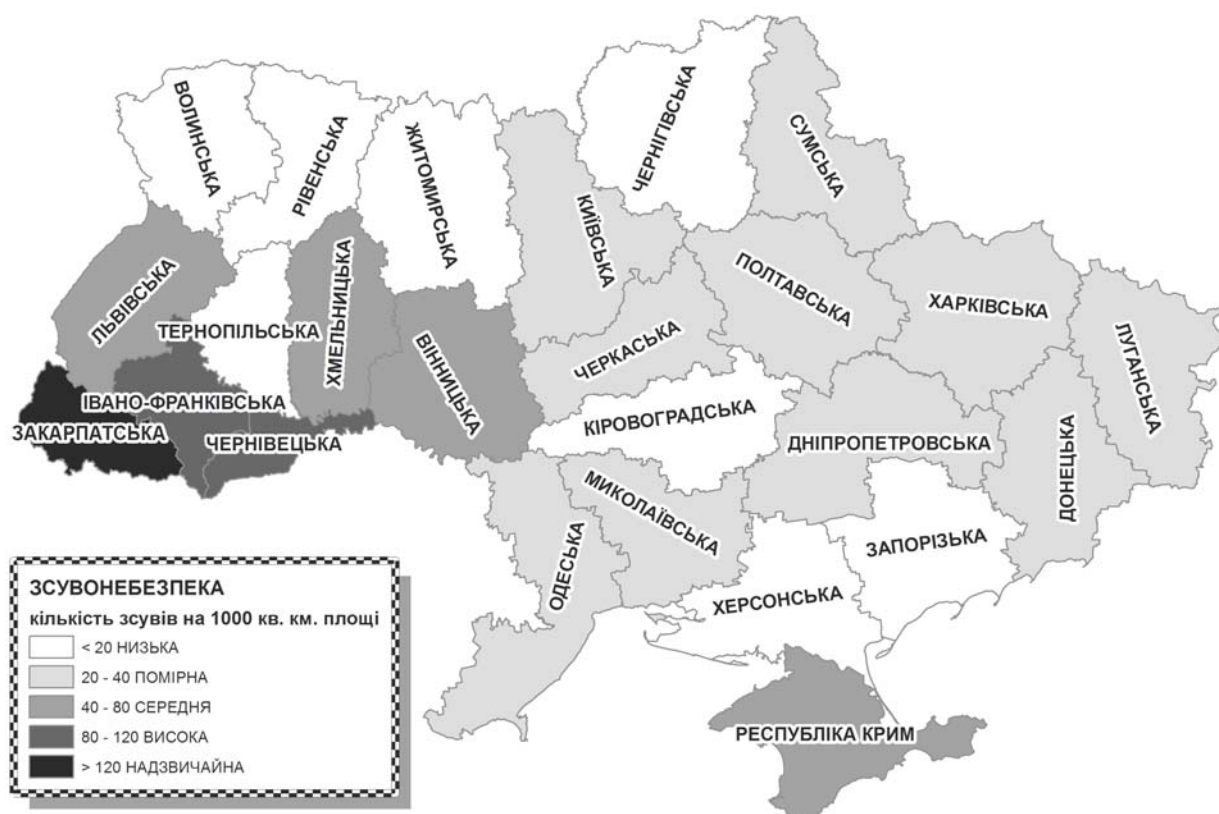 ВОЛИНСЬКА
РІВЕНСЬКА
ЖИТОМИРСЬКА
ЧЕРНІГІВСЬКА
СУМСЬКА
КИЇВСЬКА
ЛЬВІВСЬКА
ТЕРНОПІЛЬСЬКА
ХМЕЛЬНИЦЬКА
ВІННИЦЬКА
ЧЕРКАСЬКА
ПОЛТАВСЬКА
ХАРКІВСЬКА
ЛУГАНСЬКА
ІВАНО-ФРАНКІВСЬКА
ЗАКАРПАТСЬКА
ЧЕРНІВЕЦЬКА
КІРОВОГРАДСЬКА
ДНІПРОПЕТРОВСЬКА
ДОНЕЦЬКА
МИКОЛАЇВСЬКА
ОДЕСЬКА
ЗАПОРІЗЬКА
ХЕРСОНСЬКА
РЕСПУБЛІКА КРИМ
ЗСУВОНЕБЕЗПЕКА
кількість зсувів на 1000 кв. км. площі
< 20 НИЗЬКА
20 - 40 ПОМІРНА
40 - 80 СЕРЕДНЯ
80 - 120 ВИСОКА
> 120 НАДЗВИЧАЙНА